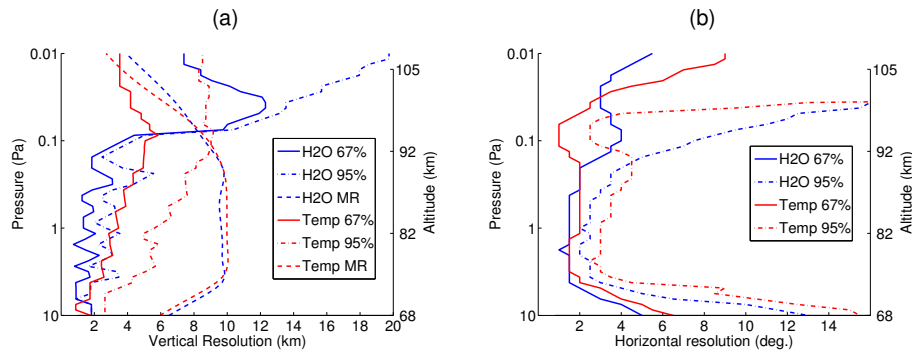 (a)
Pressure (Pa)
0.01
0.1
1
10
2 4 6 8 10 12 14 16 18 20
Vertical Resolution (km)
105
92
82
68
Altitude (km)
H2O 67%
H2O 95%
H2O MR
Temp 67%
Temp 95%
Temp MR
(b)
Pressure (Pa)
0.01
0.1
1
10
2 4 6 8 10 12 14
Horizontal resolution (deg.)
105
92
82
68
Altitude (km)
H2O 67%
H2O 95%
Temp 67%
Temp 95%